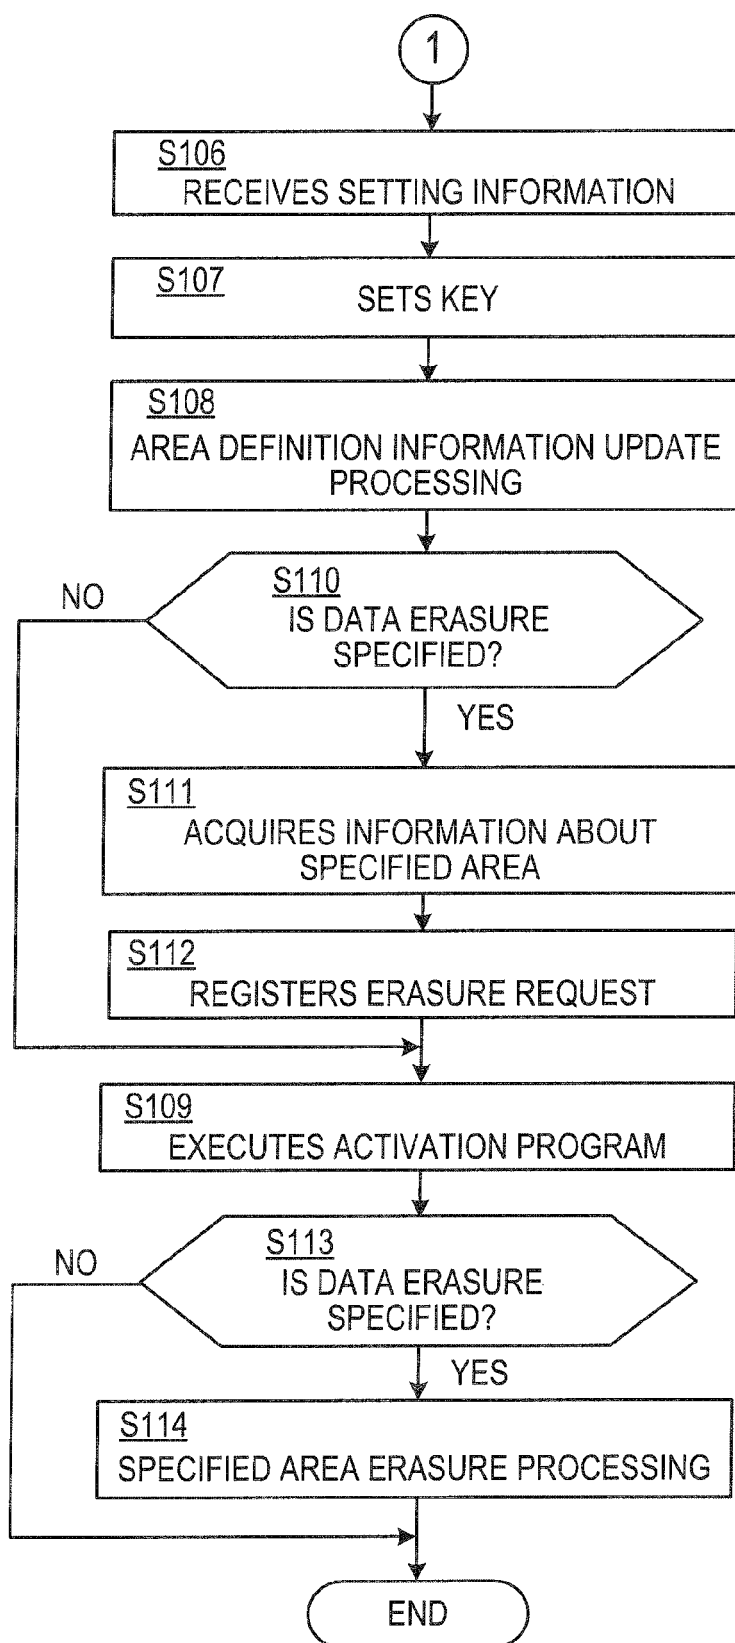 1
S106
RECEIVES SETTING INFORMATION
S107
SETS KEY
S108
AREA DEFINITION INFORMATION UPDATE
PROCESSING
S110
NO
IS DATA ERASURE
SPECIFIED?
YES
S111
ACQUIRES INFORMATION ABOUT
SPECIFIED AREA
S112
REGISTERS ERASURE REQUEST
S109
EXECUTES ACTIVATION PROGRAM
S113
NO
IS DATA ERASURE
SPECIFIED?
YES
S114
SPECIFIED AREA ERASURE PROCESSING
END